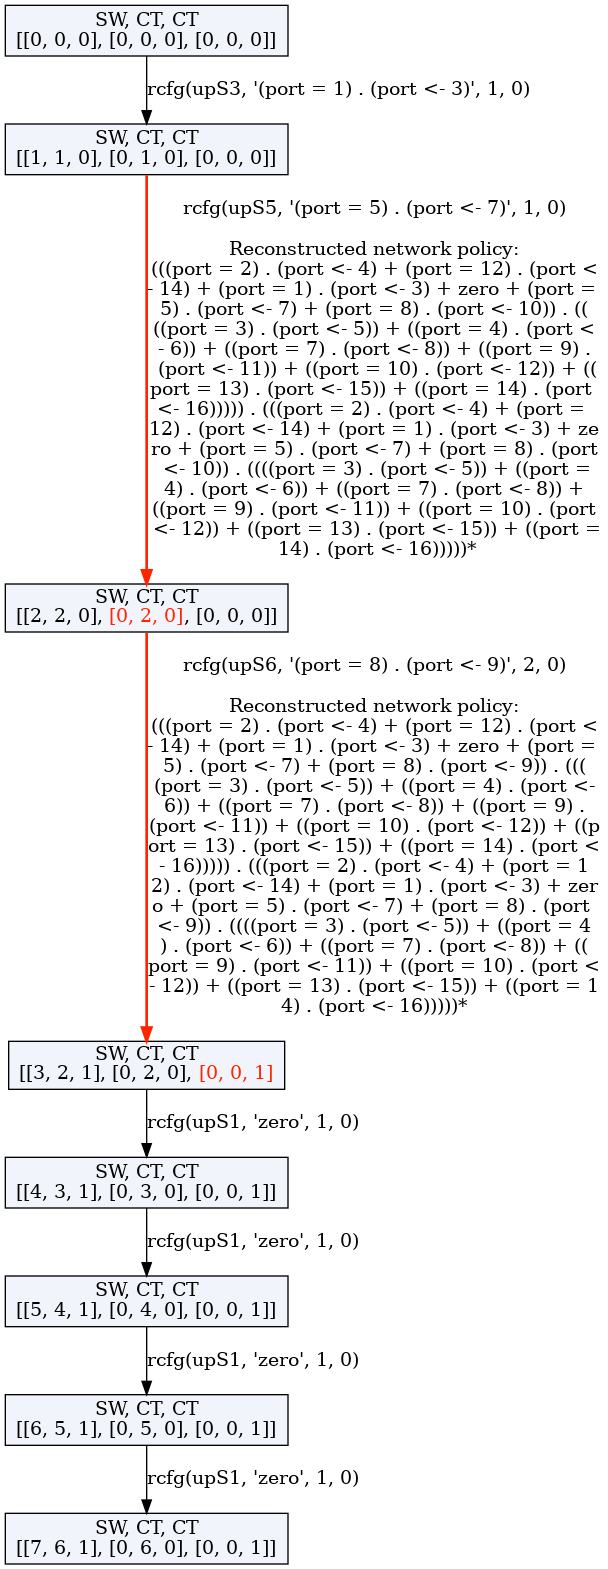 SW, CT, CT
[[0, 0, 0], [0, 0, 0], [0, 0, 0]]
rcfg(upS3, '(port = 1) . (port <- 3)', 1, 0)
SW, CT, CT
[[1, 1, 0], [0, 1, 0], [0, 0, 0]]
rcfg(upS5, '(port = 5) . (port <- 7)', 1, 0)
Reconstructed network policy:
(((port = 2) . (port <- 4) + (port = 12) . (port <
- 14) + (port = 1) . (port <- 3) + zero + (port =
5) . (port <- 7) + (port = 8) . (port <- 10)) . ((
((port = 3) . (port <- 5)) + ((port = 4) . (port <
- 6)) + ((port = 7) . (port <- 8)) + ((port = 9) .
(port <- 11)) + ((port = 10) . (port <- 12)) + ((
port = 13) . (port <- 15)) + ((port = 14) . (port
<- 16))))) . (((port = 2) . (port <- 4) + (port =
12) . (port <- 14) + (port = 1) . (port <- 3) + ze
ro + (port = 5) . (port <- 7) + (port = 8) . (port
<- 10)) . ((((port = 3) . (port <- 5)) + ((port =
4) . (port <- 6)) + ((port = 7) . (port <- 8)) +
((port = 9) . (port <- 11)) + ((port = 10) . (port
<- 12)) + ((port = 13) . (port <- 15)) + ((port =
14) . (port <- 16)))))*
SW, CT, CT
[[2, 2, 0], [0, 2, 0], [0, 0, 0]]
rcfg(upS6, '(port = 8) . (port <- 9)', 2, 0)
Reconstructed network policy:
(((port = 2) . (port <- 4) + (port = 12) . (port <
- 14) + (port = 1) . (port <- 3) + zero + (port =
5) . (port <- 7) + (port = 8) . (port <- 9)) . (((
(port = 3) . (port <- 5)) + ((port = 4) . (port <-
6)) + ((port = 7) . (port <- 8)) + ((port = 9) .
(port <- 11)) + ((port = 10) . (port <- 12)) + ((p
ort = 13) . (port <- 15)) + ((port = 14) . (port <
- 16))))) . (((port = 2) . (port <- 4) + (port = 1
2) . (port <- 14) + (port = 1) . (port <- 3) + zer
o + (port = 5) . (port <- 7) + (port = 8) . (port
<- 9)) . ((((port = 3) . (port <- 5)) + ((port = 4
) . (port <- 6)) + ((port = 7) . (port <- 8)) + ((
port = 9) . (port <- 11)) + ((port = 10) . (port <
- 12)) + ((port = 13) . (port <- 15)) + ((port = 1
4) . (port <- 16)))))*
SW, CT, CT
[[3, 2, 1], [0, 2, 0], [0, 0, 1]]
rcfg(upS1, 'zero', 1, 0)
SW, CT, CT
[[4, 3, 1], [0, 3, 0], [0, 0, 1]]
rcfg(upS1, 'zero', 1, 0)
SW, CT, CT
[[5, 4, 1], [0, 4, 0], [0, 0, 1]]
rcfg(upS1, 'zero', 1, 0)
SW, CT, CT
[[6, 5, 1], [0, 5, 0], [0, 0, 1]]
rcfg(upS1, 'zero', 1, 0)
SW, CT, CT
[[7, 6, 1], [0, 6, 0], [0, 0, 1]]